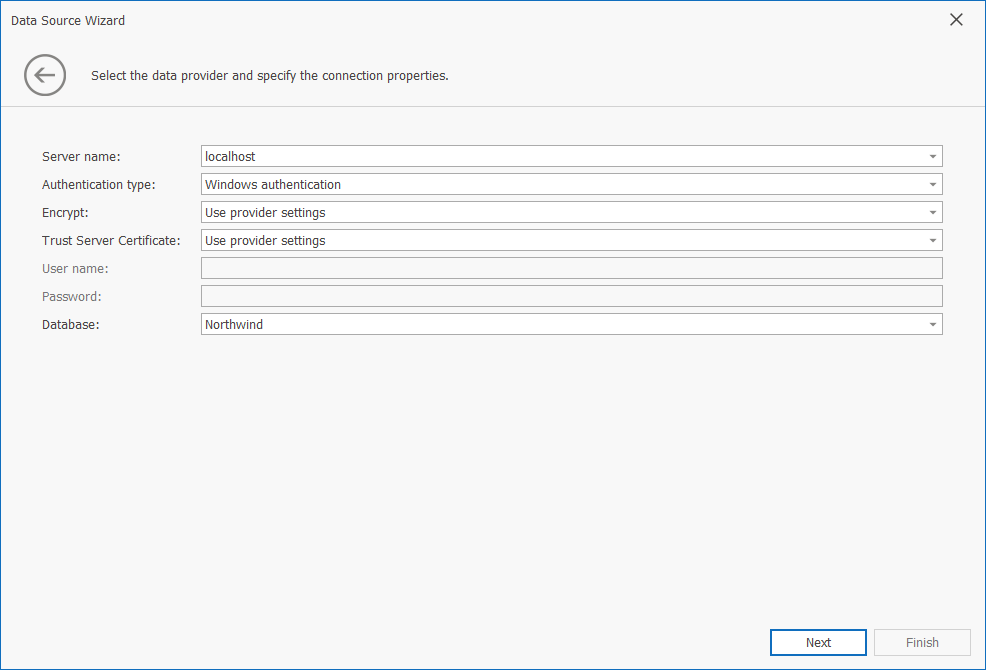 Data Source Wizard
Select the data provider and specify the connection properties.
Server name: localhost
Authentication type: Windows authentication
Encrypt: Use provider settings
Trust Server Certificate: Use provider settings
User name:
Password:
Database: Northwind
Next Finish